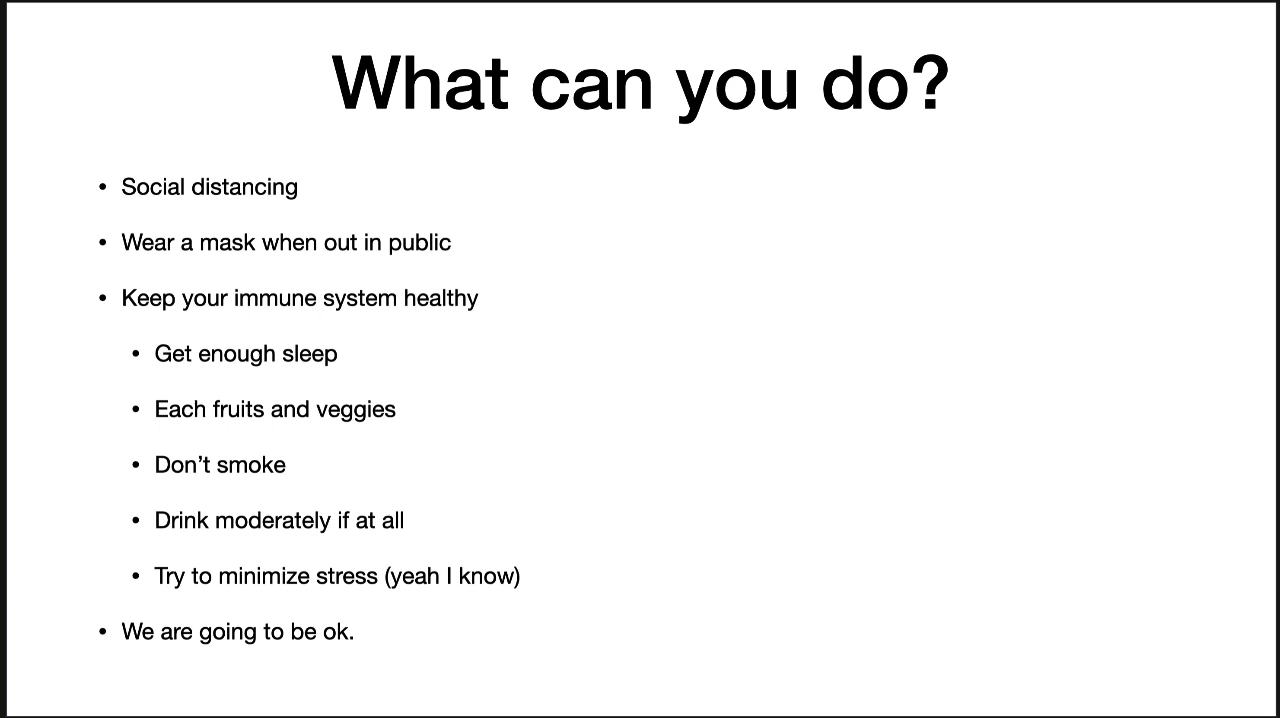 What can you do?
• Social distancing
• Wear a mask when out in public
• Keep your immune system healthy
• Get enough sleep
• Each fruits and veggies
• Don’t smoke
• Drink moderately if at all
• Try to minimize stress (yeah I know)
• We are going to be ok.